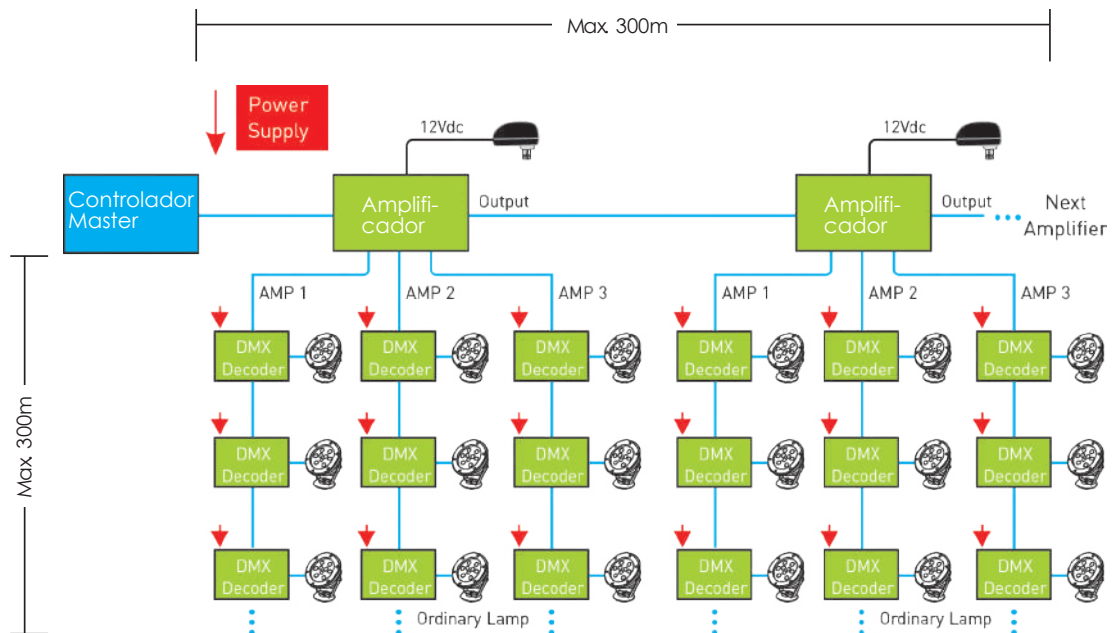 Max. 300m
Power
Supply
12Vdc
12Vdc
Controlador
Master
Amplifi-
cador
Output
Amplifi-
cador
Output
Next
Amplifier
Max. 300m
AMP 1
AMP 2
AMP 3
AMP 1
AMP 2
AMP 3
DMX
Decoder
DMX
Decoder
DMX
Decoder
DMX
Decoder
DMX
Decoder
DMX
Decoder
DMX
Decoder
DMX
Decoder
DMX
Decoder
DMX
Decoder
DMX
Decoder
DMX
Decoder
DMX
Decoder
DMX
Decoder
DMX
Decoder
DMX
Decoder
DMX
Decoder
DMX
Decoder
Ordinary Lamp
Ordinary Lamp